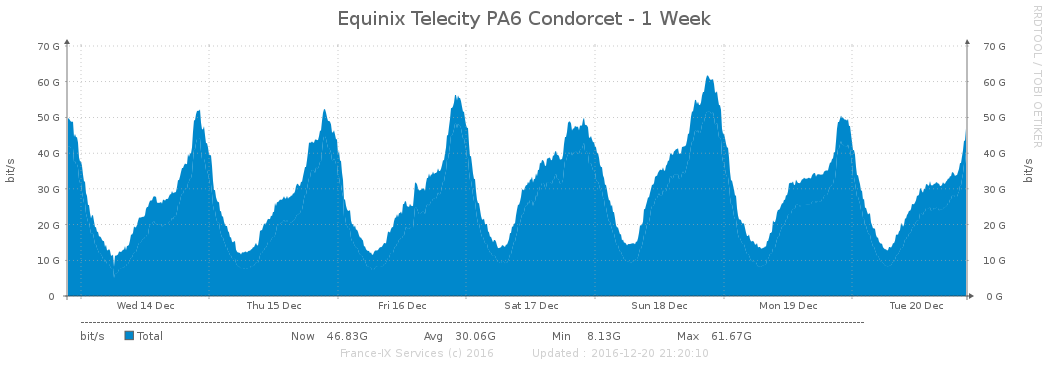 Equinix Telecity PA6 Condorcet - 1 Week
RRDTOOL / TOBI OETIKER
70 G 70 G
60 G 60 G
50 G 50 G
40 G 40 G
30 G 30 G
20 G 20 G
10 G 10 G
0 0 G
bit/s
bit/s
Wed 14 Dec Thu 15 Dec Fri 16 Dec Sat 17 Dec Sun 18 Dec Mon 19 Dec Tue 20 Dec
bit/s Total Now 46.83G Avg 30.06G Min 8.13G Max 61.67G
France-IX Services (c) 2016 Updated : 2016-12-20 21:20:10